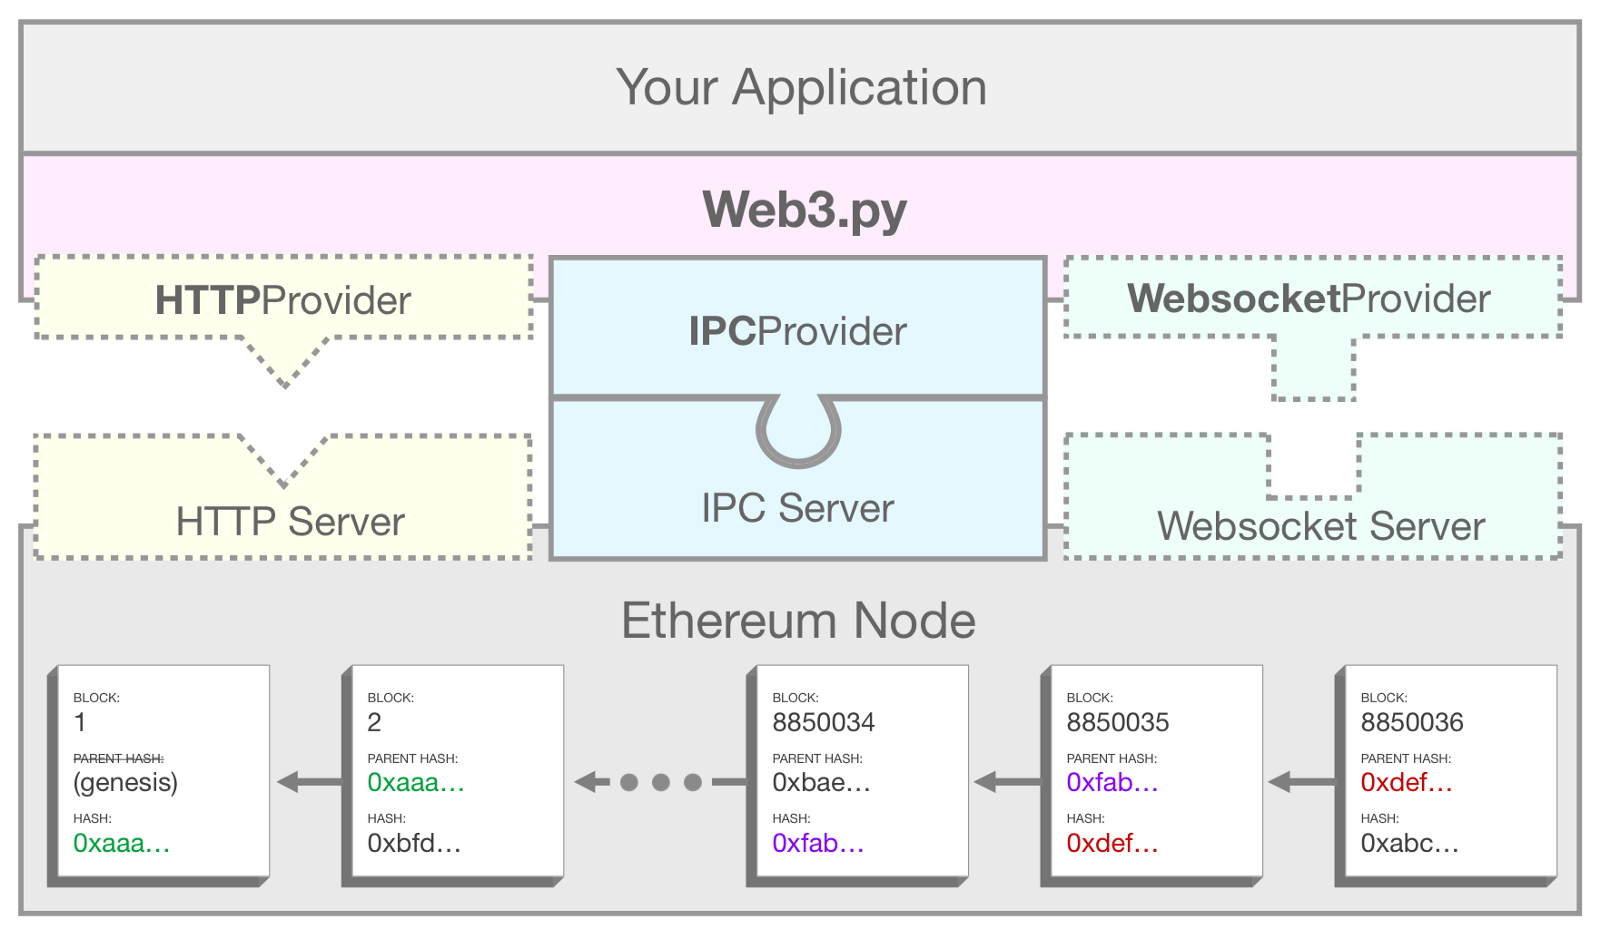 Your Application
Web3.py
HTTPProvider
IPCProvider
WebsocketProvider
HTTP Server
IPC Server
Websocket Server
Ethereum Node
BLOCK:
1
PARENT HASH:
(genesis)
HASH:
0xaaa...
BLOCK:
2
PARENT HASH:
0xaaa...
HASH:
0xbfd...
BLOCK:
8850034
PARENT HASH:
0xbae...
HASH:
0xfab...
BLOCK:
8850035
PARENT HASH:
0xfab...
HASH:
0xdef...
BLOCK:
8850036
PARENT HASH:
0xdef...
HASH:
0xabc...